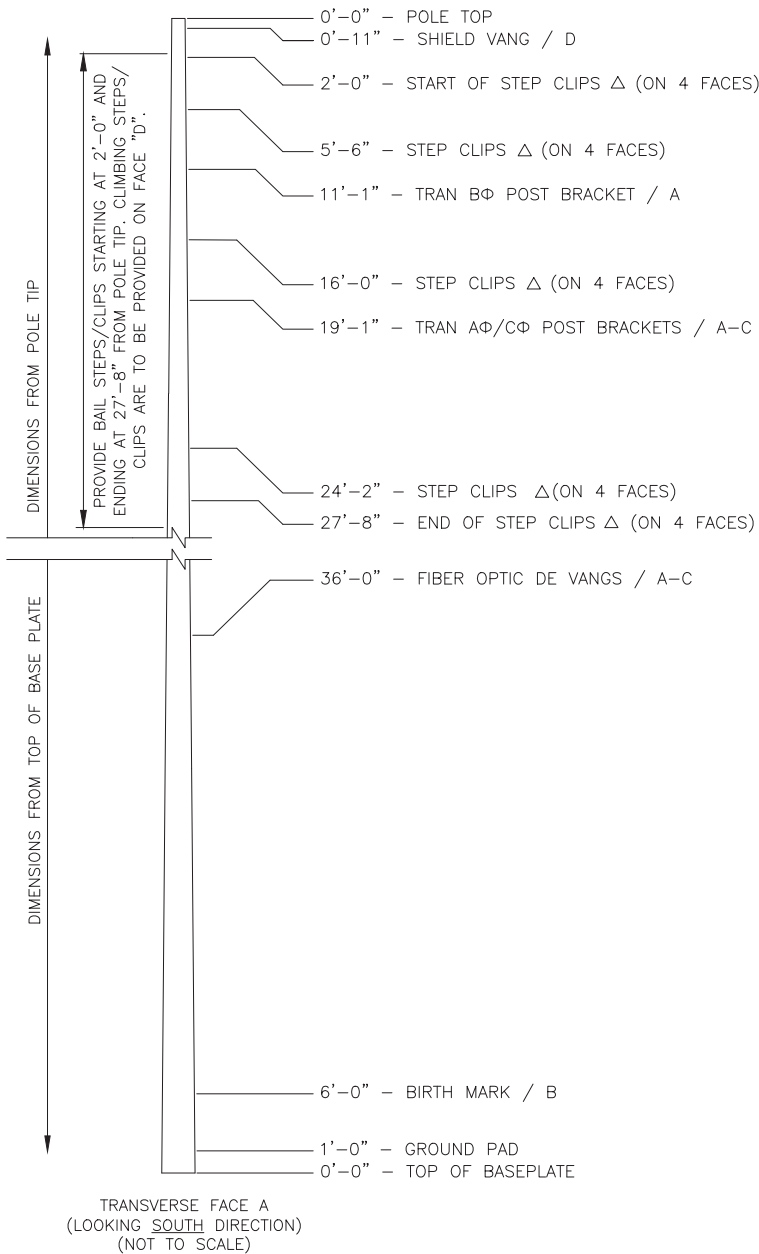 0'-0" – POLE TOP
0'-11" – SHIELD VANG / D
2'-0" – START OF STEP CLIPS △ (ON 4 FACES)
5'-6" – STEP CLIPS △ (ON 4 FACES)
11'-1" – TRAN BΦ POST BRACKET / A
16'-0" – STEP CLIPS △ (ON 4 FACES)
19'-1" – TRAN AΦ/CΦ POST BRACKETS / A-C
24'-2" – STEP CLIPS △ (ON 4 FACES)
27'-8" – END OF STEP CLIPS △ (ON 4 FACES)
36'-0" – FIBER OPTIC DE VANGS / A-C
6'-0" – BIRTH MARK / B
1'-0" – GROUND PAD
0'-0" – TOP OF BASEPLATE
DIMENSIONS FROM POLE TIP
PROVIDE BAIL STEPS/CLIPS STARTING AT 2'-0" AND
ENDING AT 27'-8" FROM POLE TIP. CLIMBING STEPS/
CLIPS ARE TO BE PROVIDED ON FACE "D".
DIMENSIONS FROM TOP OF BASE PLATE
TRANSVERSE FACE A
(LOOKING SOUTH DIRECTION)
(NOT TO SCALE)